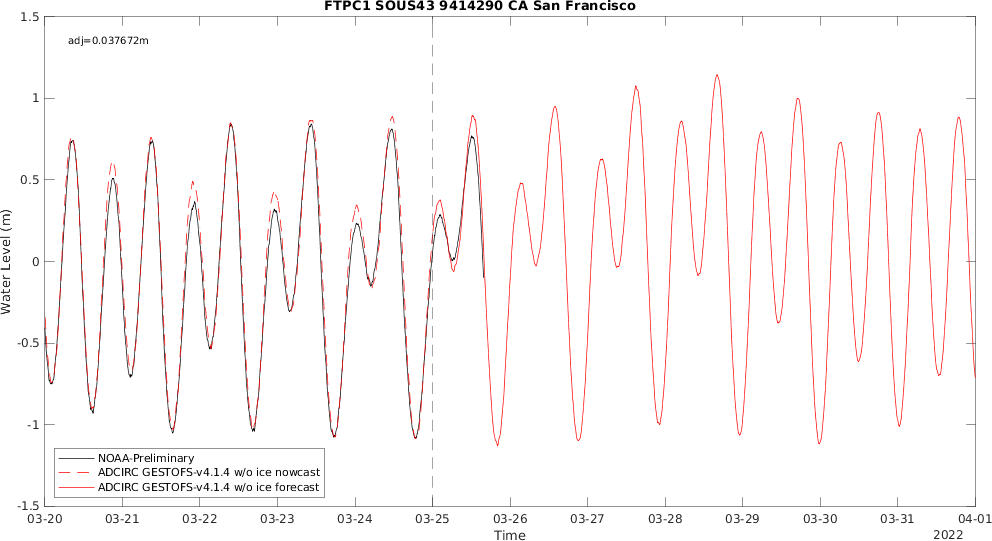 FTPC1 SOUS43 9414290 CA San Francisco
1.5
adj=0.037672m
1
0.5
0
-0.5
-1
-1.5
Water Level (m)
NOAA-Preliminary
ADCIRC GESTOFS-v4.1.4 w/o ice nowcast
ADCIRC GESTOFS-v4.1.4 w/o ice forecast
03-20 03-21 03-22 03-23 03-24 03-25 03-26 03-27 03-28 03-29 03-30 03-31 04-01
Time
2022